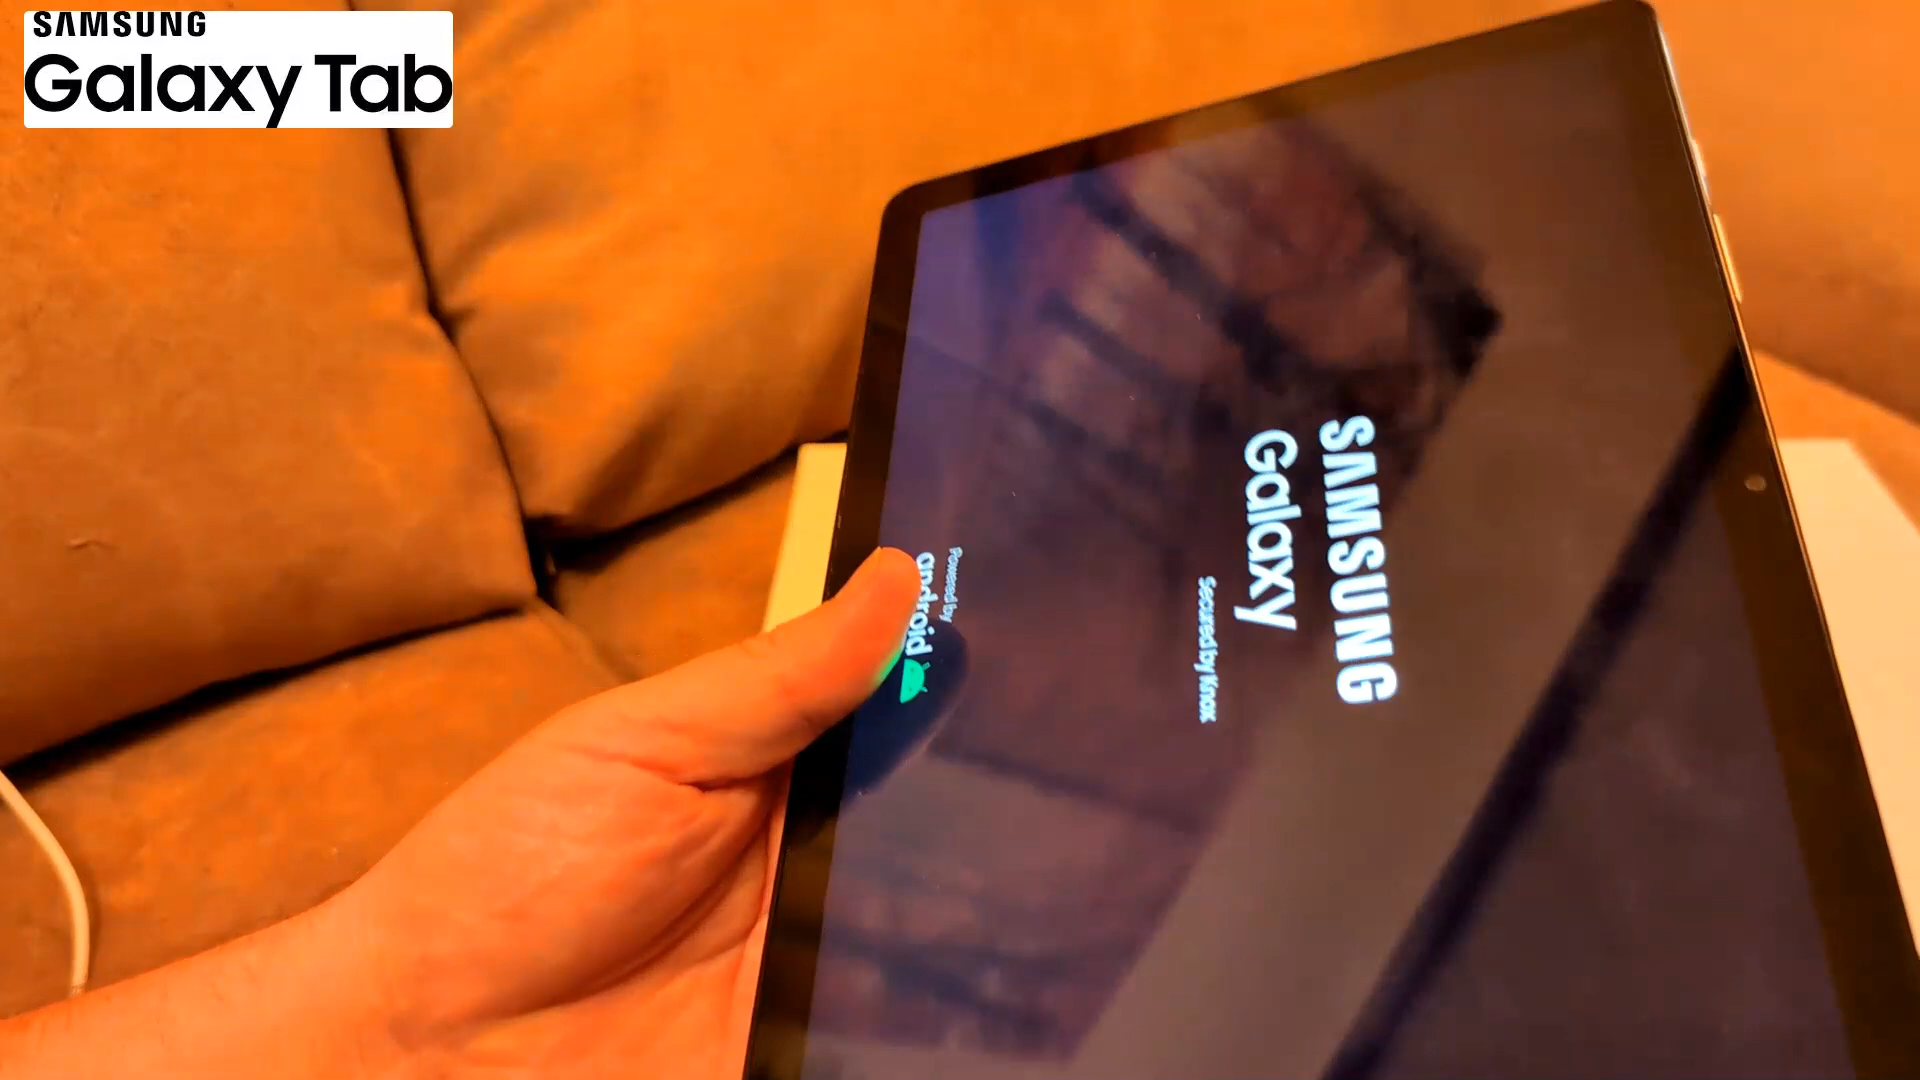 SAMSUNG
Galaxy Tab
SAMSUNG
Galaxy
Secured by Knox
Powered by
android